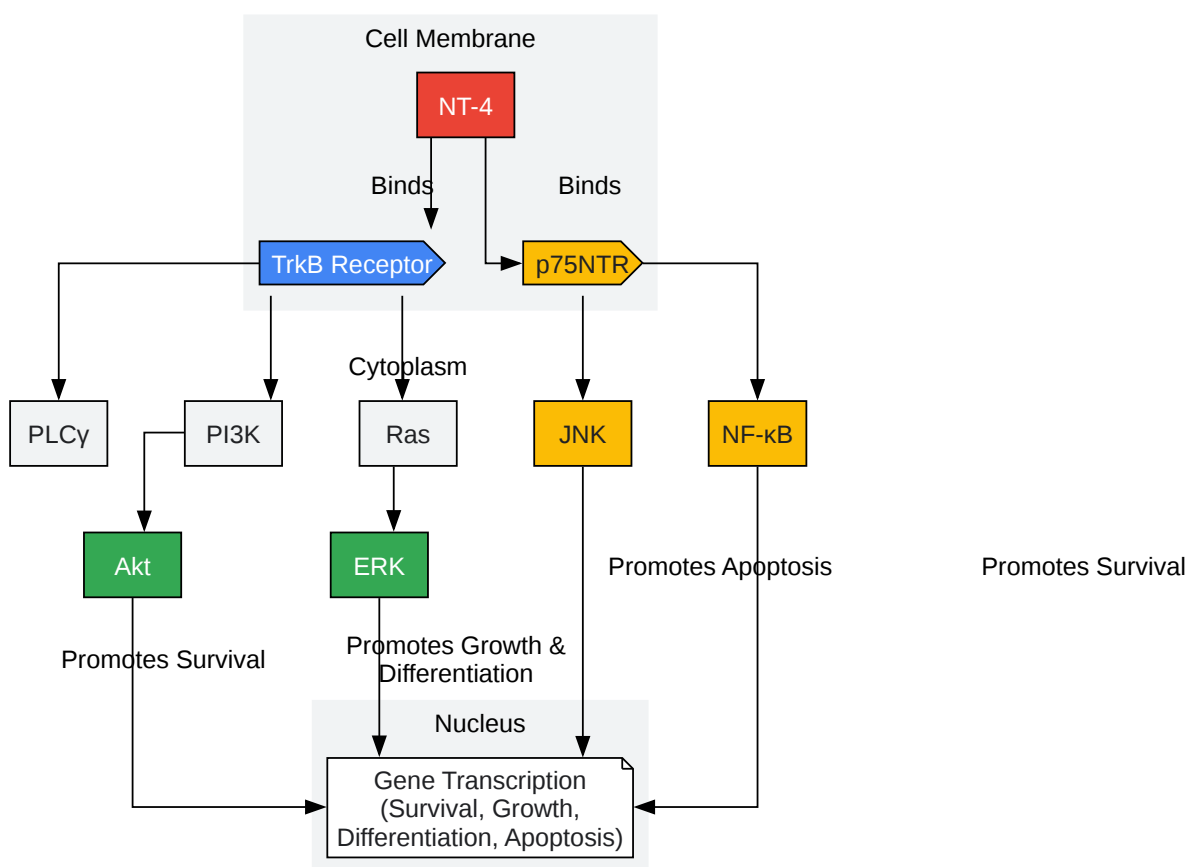 Cell Membrane
NT-4
Binds
Binds
TrkB Receptor
p75NTR
Cytoplasm
PLCγ
PI3K
Ras
JNK
NF-κB
Akt
ERK
Promotes Apoptosis
Promotes Survival
Promotes Survival
Promotes Growth &
Differentiation
Nucleus
Gene Transcription
(Survival, Growth,
Differentiation, Apoptosis)